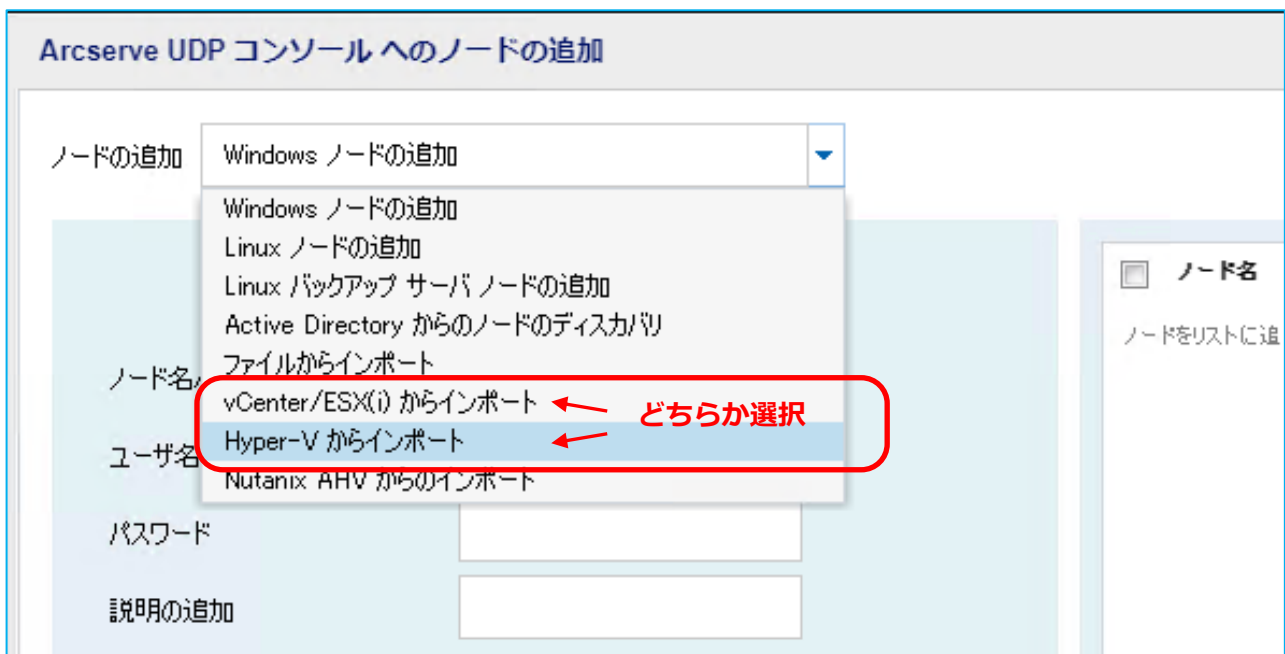 Arcserve UDP コンソール へのノードの追加
ノードの追加 Windows ノードの追加
Windows ノードの追加
Linux ノードの追加
Linux バックアップ サーバ ノードの追加
Active Directory からのノードのディスカバリ
ファイルからインポート
vCenter/ESX(i) からインポート
Hyper-V からインポート
Nutanix AHV からのインポート
どちらか選択
ノード名
ユーザ名
パスワード
説明の追加
ノード名
ノードをリストに追